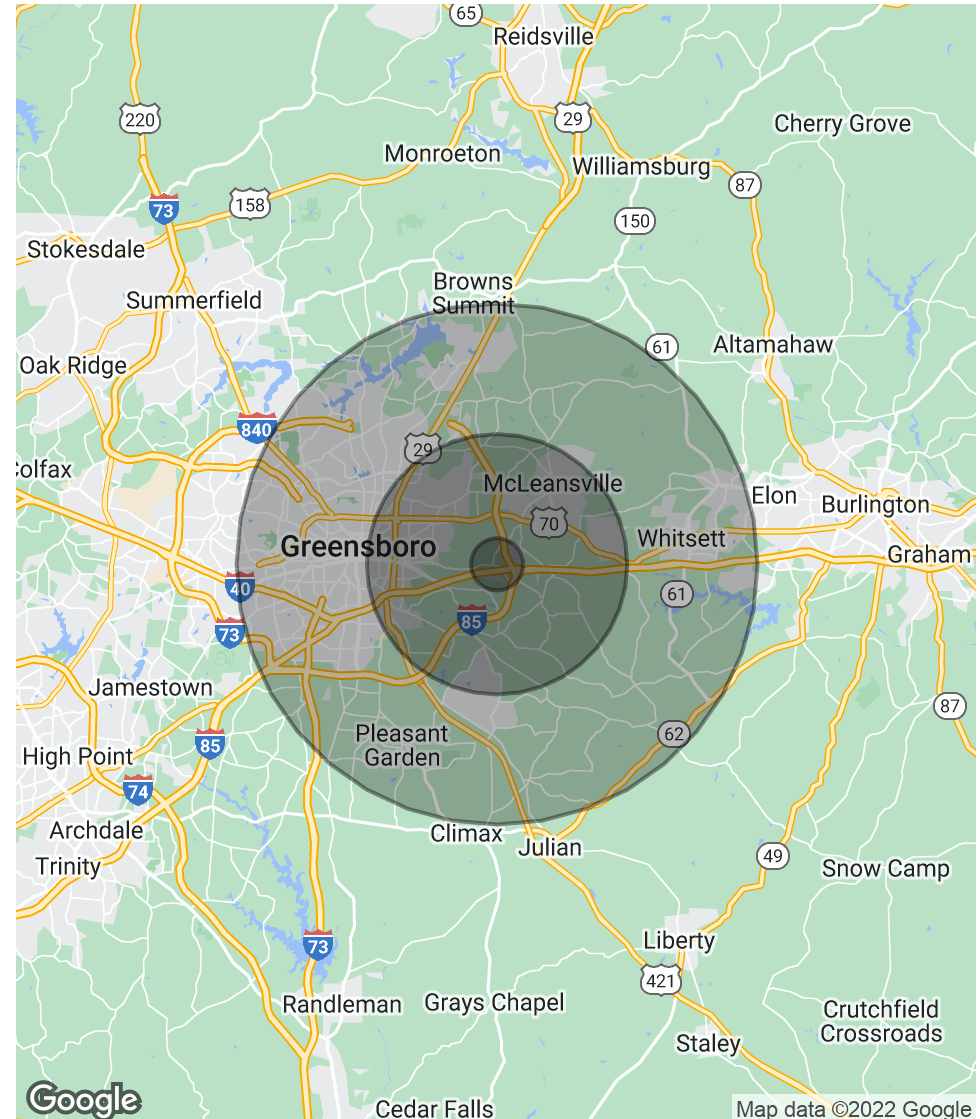 65
Reidsville
220
29
Cherry Grove
Monroeton
Williamsburg
87
158
73
150
Stokesdale
Browns
Summit
Summerfield
61
Altamahaw
Oak Ridge
840
29
Colfax
McLeansville
Elon
Burlington
70
Whitsett
Greensboro
Graham
40
61
85
73
Jamestown
87
Pleasant
Garden
62
85
High Point
74
Archdale
Climax
Julian
49
Trinity
Snow Camp
Liberty
73
421
Randleman
Grays Chapel
Crutchfield
Crossroads
Staley
Google
Cedar Falls
Map data ©2022 Google